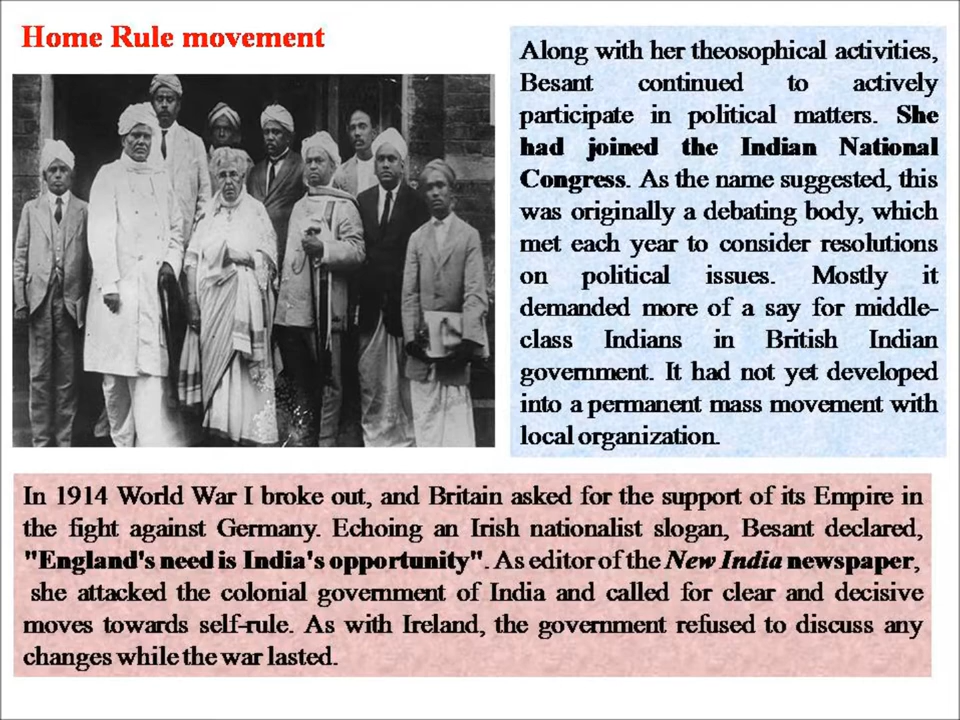 Home Rule movement
Along with her theosophical activities,
Besant continued to actively
participate in political matters. She
had joined the Indian National
Congress. As the name suggested, this
was originally a debating body, which
met each year to consider resolutions
on political issues. Mostly it
demanded more of a say for middle-
class Indians in British Indian
government. It had not yet developed
into a permanent mass movement with
local organization.
In 1914 World War I broke out, and Britain asked for the support of its Empire in
the fight against Germany. Echoing an Irish nationalist slogan, Besant declared,
"England's need is India's opportunity". As editor of the New India newspaper,
she attacked the colonial government of India and called for clear and decisive
moves towards self-rule. As with Ireland, the government refused to discuss any
changes while the war lasted.